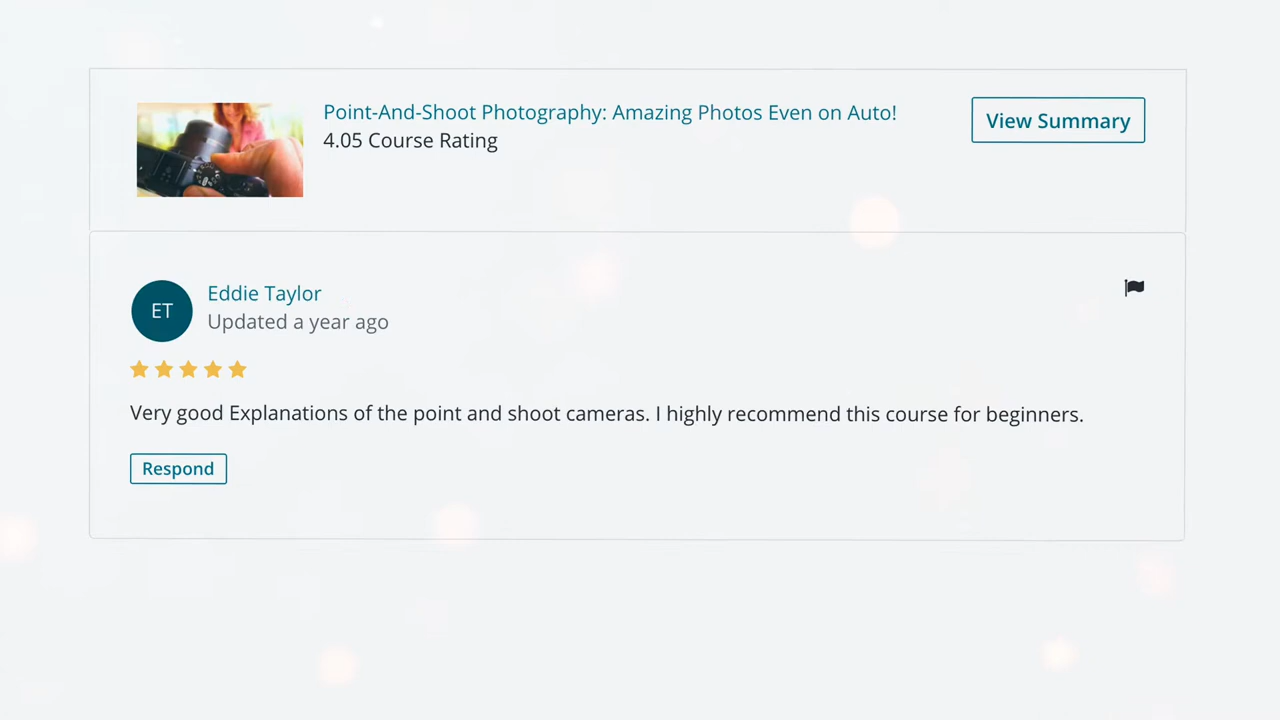 Point-And-Shoot Photography: Amazing Photos Even on Auto!
4.05 Course Rating
View Summary
ET
Eddie Taylor
Updated a year ago
Very good Explanations of the point and shoot cameras. I highly recommend this course for beginners.
Respond